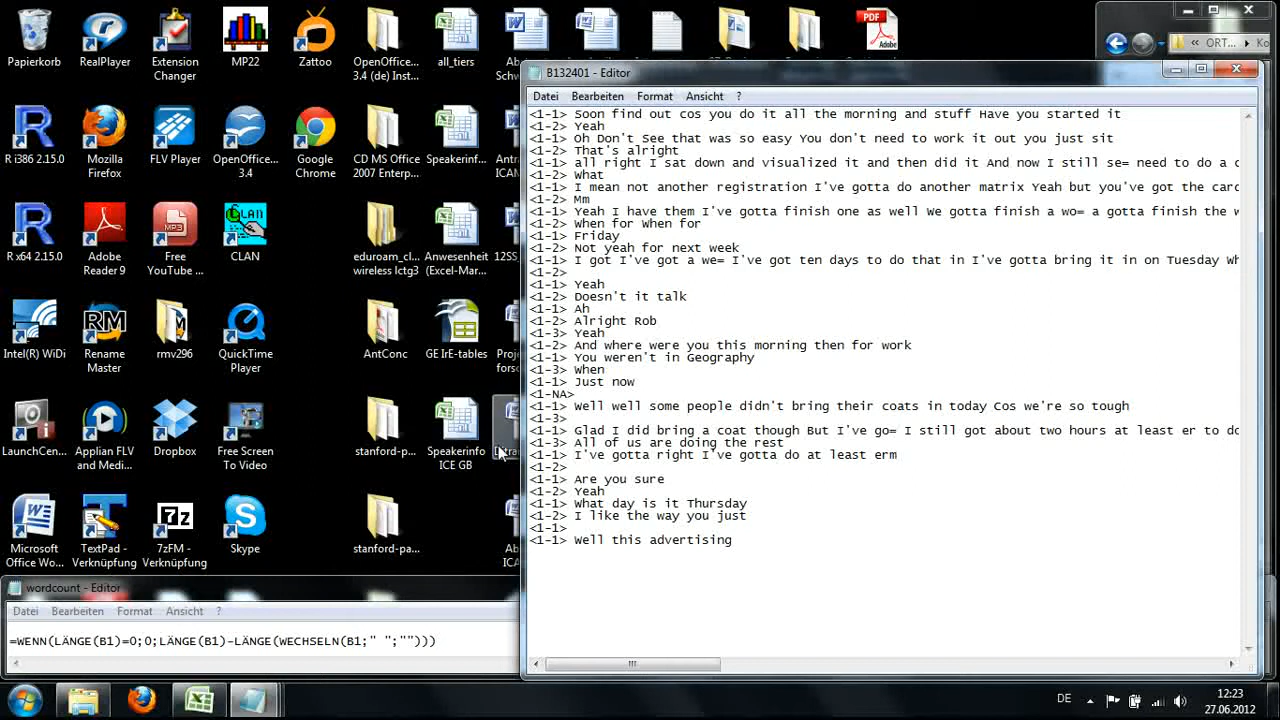 Papierkorb
RealPlayer
Extension Changer
MP22
Zattoo
OpenOffice... 3.4 (de) Inst...
all_tiers
R i386 2.15.0
Mozilla Firefox
FLV Player
OpenOffice... 3.4
Google Chrome
CD MS Office 2007 Enterp...
Speakerinf...
R x64 2.15.0
Adobe Reader 9
Free YouTube ...
CLAN
eduroam_cl... wireless lctg3
Anwesenheit (Excel-Mar...
12SS
Intel(R) WiDi
Rename Master
rmv296
QuickTime Player
AntConc
GE IrE-tables
LaunchCen...
Applian FLV and Medi...
Dropbox
Free Screen To Video
stanford-p...
Speakerinfo ICE GB
Microsoft Office Wo...
TextPad - Verknüpfung
7zFM - Verknüpfung
Skype
stanford-pa...
PDF
Adobe
ORT...
Ko
B132401 - Editor
Datei Bearbeiten Format Ansicht ?
<1-1> Soon find out cos you do it all the morning and stuff Have you started it
<1-2> Yeah
<1-1> Oh Don't See that was so easy You don't need to work it out you just sit
<1-2> That's alright
<1-1> all right I sat down and visualized it and then did it And now I still se= need to do a c
<1-2> What
<1-1> I mean not another registration I've gotta do another matrix Yeah but you've got the card
<1-2> Mm
<1-1> Yeah I have them I've gotta finish one as well We gotta finish a wo= a gotta finish the w
<1-2> When for When for
<1-1> Friday
<1-2> Not yeah for next week
<1-1> I got I've got a we= I've got ten days to do that in I've gotta bring it in on Tuesday Wh
<1-2>
<1-1> Yeah
<1-2> Doesn't it talk
<1-1> Ah
<1-2> Alright Rob
<1-3> Yeah
<1-2> And where were you this morning then for work
<1-1> You weren't in Geography
<1-3> When
<1-1> Just now
<1-NA>
<1-1> Well well some people didn't bring their coats in today Cos we're so tough
<1-3>
<1-1> Glad I did bring a coat though But I've go= I still got about two hours at least er to do
<1-3> All of us are doing the rest
<1-1> I've gotta right I've gotta do at least erm
<1-2>
<1-1> Are you sure
<1-2> Yeah
<1-1> What day is it Thursday
<1-2> I like the way you just
<1-1>
<1-1> Well this advertising
wordcount - Editor
Datei Bearbeiten Format Ansicht ?
=WENN(LÄNGE(B1)=0;0;LÄNGE(B1)-LÄNGE(WECHSELN(B1;" ";"")))
DE
12:23
27.06.2012